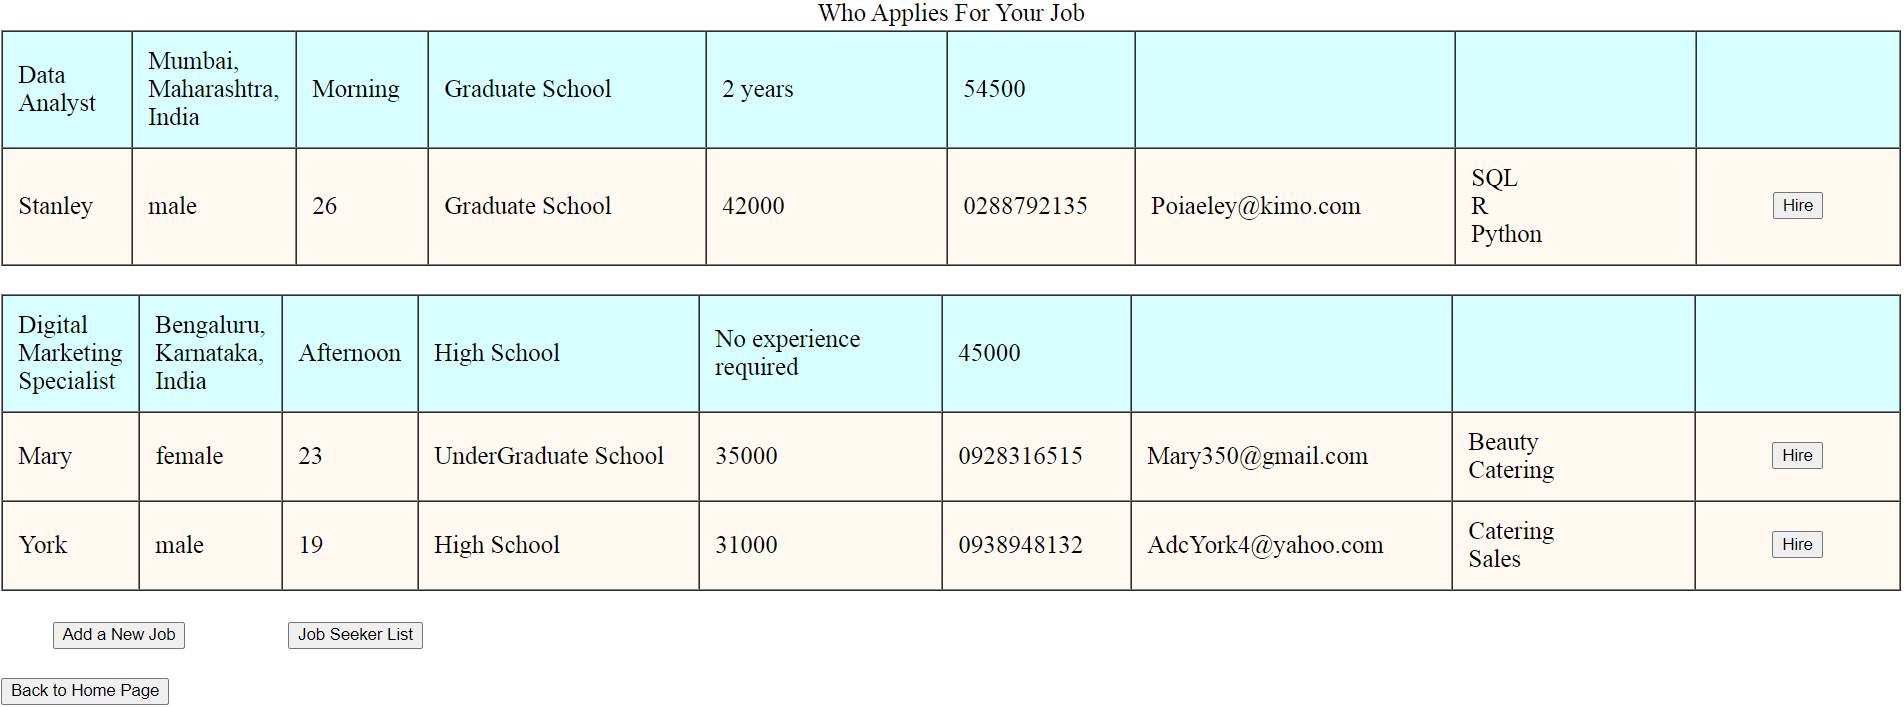 Who Applies For Your Job
Data
Analyst
Mumbai,
Maharashtra,
India
Morning
Graduate School
2 years
54500
Stanley
male
26
Graduate School
42000
0288792135
Poiaeley@kimo.com
SQL
R
Python
Hire
Digital
Marketing
Specialist
Bengaluru,
Karnataka,
India
Afternoon
High School
No experience
required
45000
Mary
female
23
UnderGraduate School
35000
0928316515
Mary350@gmail.com
Beauty
Catering
Hire
York
male
19
High School
31000
0938948132
AdcYork4@yahoo.com
Catering
Sales
Hire
Add a New Job
Job Seeker List
Back to Home Page